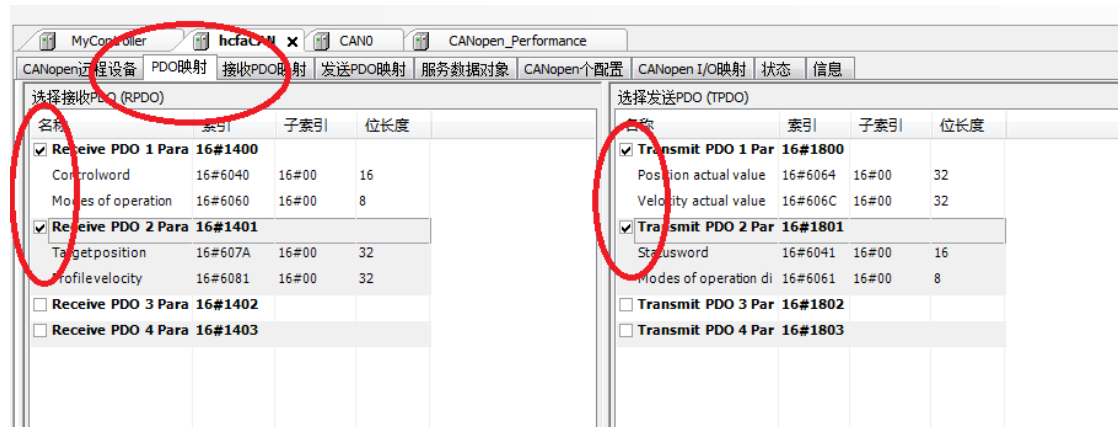 MyController hcfaCAN X CAN0 CANopen_Performance
CANopen远程设备 PDO映射 接收PDO映射 发送PDO映射 服务数据对象 CANopen个配置 CANopen I/O映射 状态 信息
选择接收PDO (RPDO)
名称 索引 子索引 位长度
Receive PDO 1 Para 16#1400
Controlword 16#6040 16#00 16
Modes of operation 16#6060 16#00 8
Receive PDO 2 Para 16#1401
Targetposition 16#607A 16#00 32
Profilevelocity 16#6081 16#00 32
Receive PDO 3 Para 16#1402
Receive PDO 4 Para 16#1403
选择发送PDO (TPDO)
名称 索引 子索引 位长度
Transmit PDO 1 Par 16#1800
Position actual value 16#6064 16#00 32
Velocity actual value 16#606C 16#00 32
Transmit PDO 2 Par 16#1801
Statusword 16#6041 16#00 16
Modes of operation di 16#6061 16#00 8
Transmit PDO 3 Par 16#1802
Transmit PDO 4 Par 16#1803